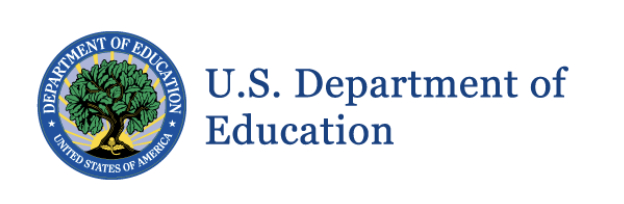 DEPARTMENT OF EDUCATION
UNITED STATES OF AMERICA
U.S. Department of
Education